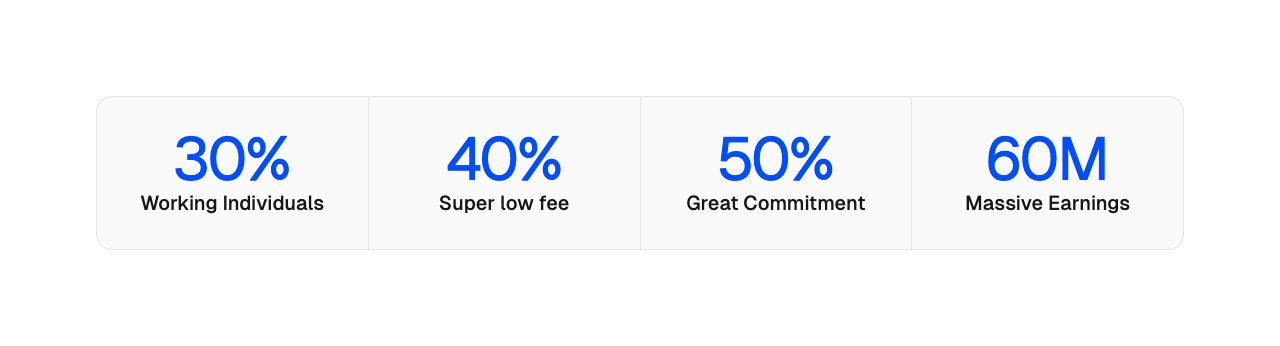 30%
Working Individuals
40%
Super low fee
50%
Great Commitment
60M
Massive Earnings